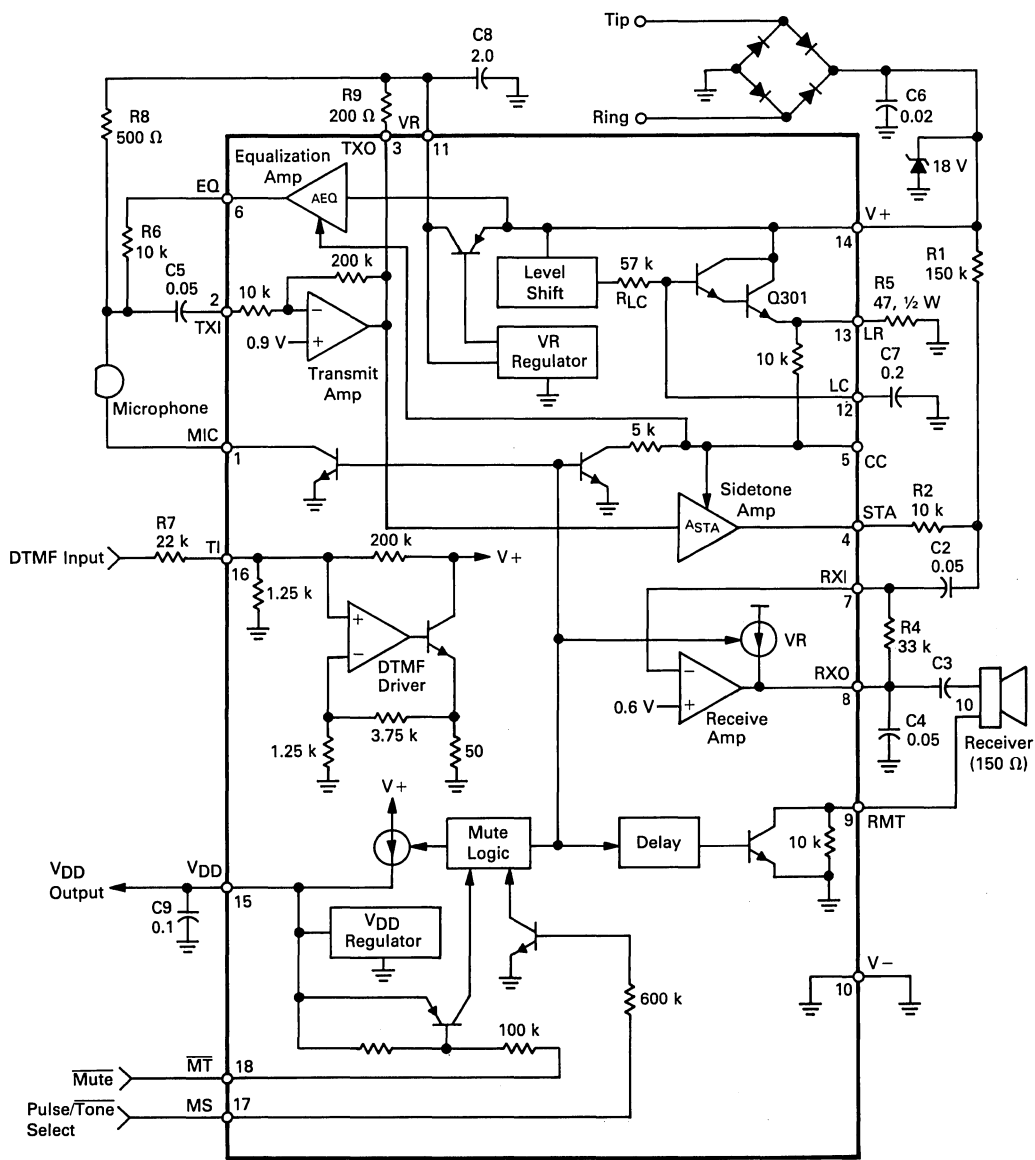 Tip
C8
2.0
R9
200 Ω
VR
R8
500 Ω
C6
0.02
Ring
TXO
3
11
Equalization
Amp
18 V
EQ
6
AEQ
V+
14
R6
10 k
R1
150 k
200 k
Level
Shift
57 k
RLC
C5
0.05
2
TXI
10 k
Q301
R5
47, ½ W
13
LR
0.9 V
−
+
Transmit
Amp
VR
Regulator
10 k
C7
0.2
LC
12
Microphone
MIC
1
5 k
5
CC
Sidetone
Amp
STA
R2
10 k
ASTA
4
R7
22 k
DTMF Input
TI
16
200 k
V+
C2
0.05
RXI
7
1.25 k
+
−
DTMF
Driver
R4
33 k
VR
RXO
8
C3
10
−
+
0.6 V
Receive
Amp
C4
0.05
Receiver
(150 Ω)
3.75 k
1.25 k
50
V+
9
RMT
Mute
Logic
Delay
10 k
VDD
Output
VDD
15
C9
0.1
VDD
Regulator
V−
10
600 k
100 k
M̅T̅
18
M̅u̅t̅e̅
Pulse/T̅o̅n̅e̅
Select
MS
17